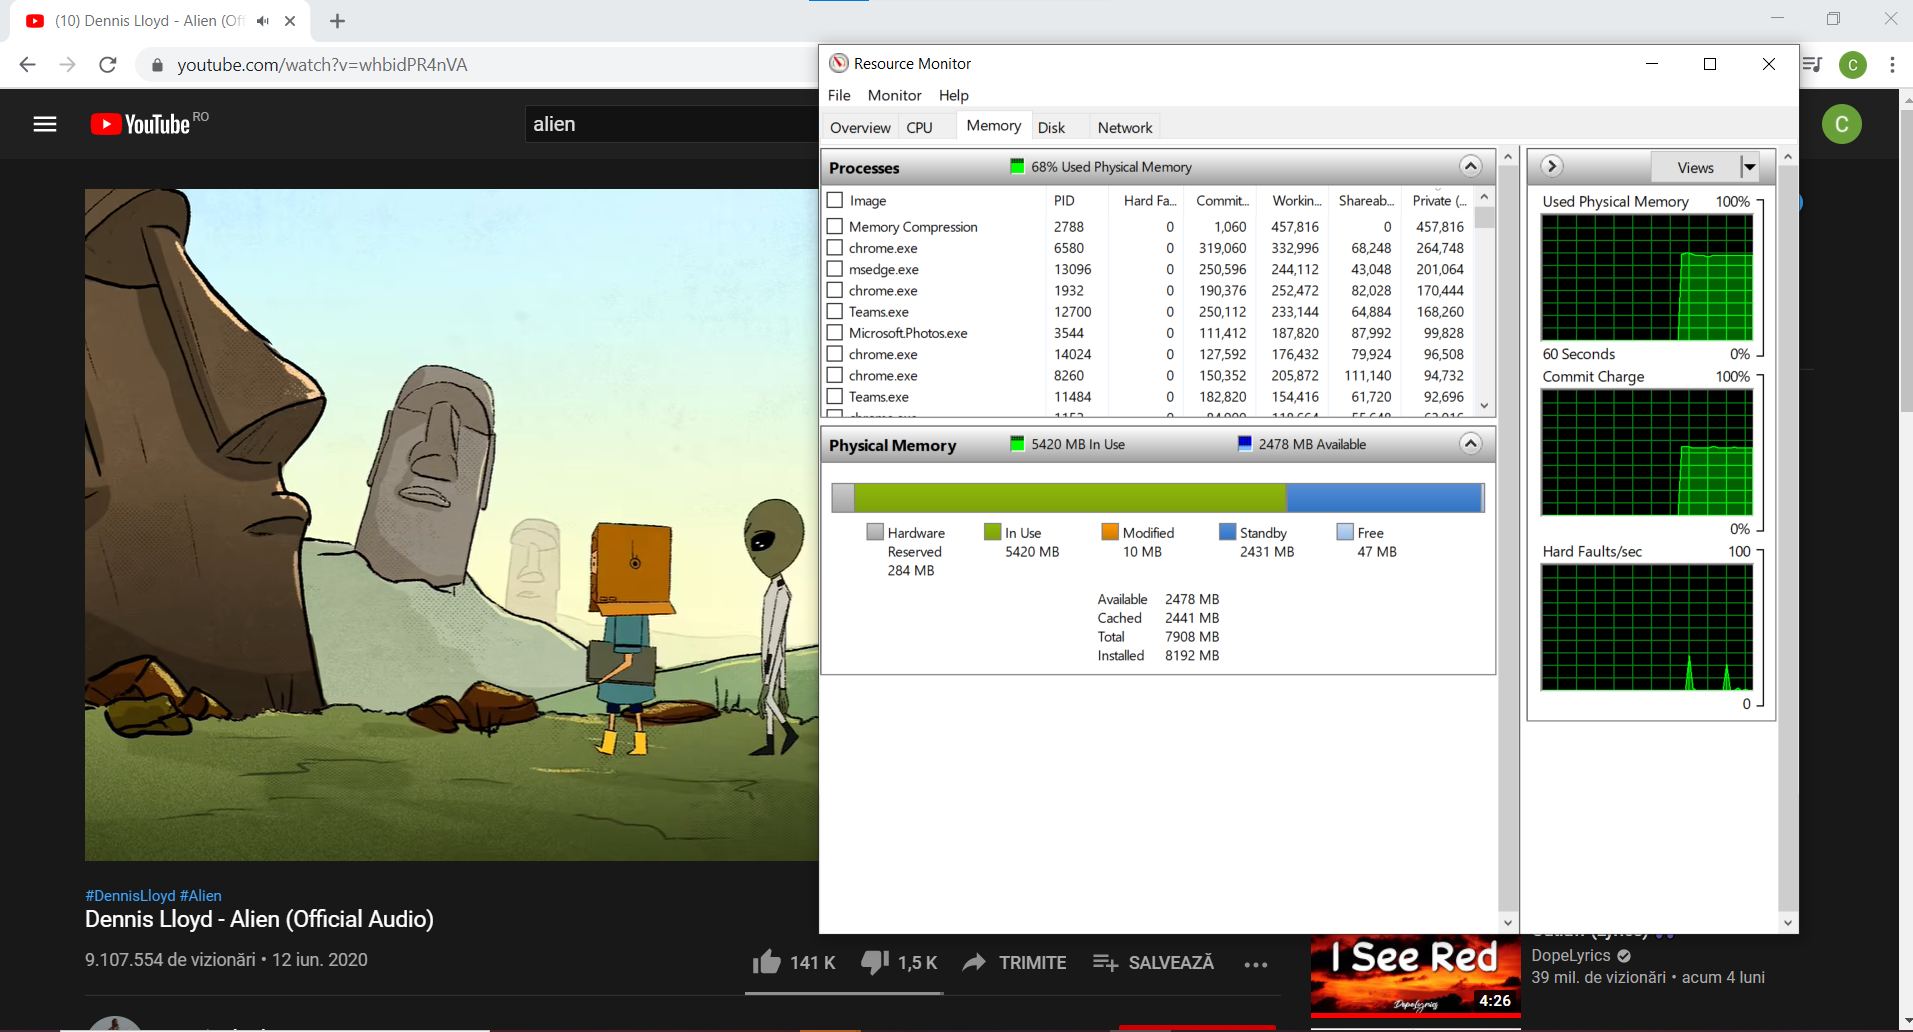 (10) Dennis Lloyd - Alien (Of
youtube.com/watch?v=whbidPR4nVA
C
YouTube RO
alien
C
Resource Monitor
File Monitor Help
Overview CPU Memory Disk Network
Processes 68% Used Physical Memory
Image PID Hard Fa... Commit... Workin... Shareab... Private (...
Memory Compression 2788 0 1,060 457,816 0 457,816
chrome.exe 6580 0 319,060 332,996 68,248 264,748
msedge.exe 13096 0 250,596 244,112 43,048 201,064
chrome.exe 1932 0 190,376 252,472 82,028 170,444
Teams.exe 12700 0 250,112 233,144 64,884 168,260
Microsoft.Photos.exe 3544 0 111,412 187,820 87,992 99,828
chrome.exe 14024 0 127,592 176,432 79,924 96,508
chrome.exe 8260 0 150,352 205,872 111,140 94,732
Teams.exe 11484 0 182,820 154,416 61,720 92,696
Physical Memory 5420 MB In Use 2478 MB Available
Hardware Reserved 284 MB
In Use 5420 MB
Modified 10 MB
Standby 2431 MB
Free 47 MB
Available 2478 MB
Cached 2441 MB
Total 7908 MB
Installed 8192 MB
Views
Used Physical Memory 100%
60 Seconds 0%
Commit Charge 100%
0%
Hard Faults/sec 100
0
#DennisLloyd #Alien
Dennis Lloyd - Alien (Official Audio)
9.107.554 de vizionări • 12 iun. 2020
141 K 1,5 K TRIMITE SALVEAZĂ
I See Red
DopeLyrics
4:26
DopeLyrics
39 mil. de vizionări • acum 4 luni